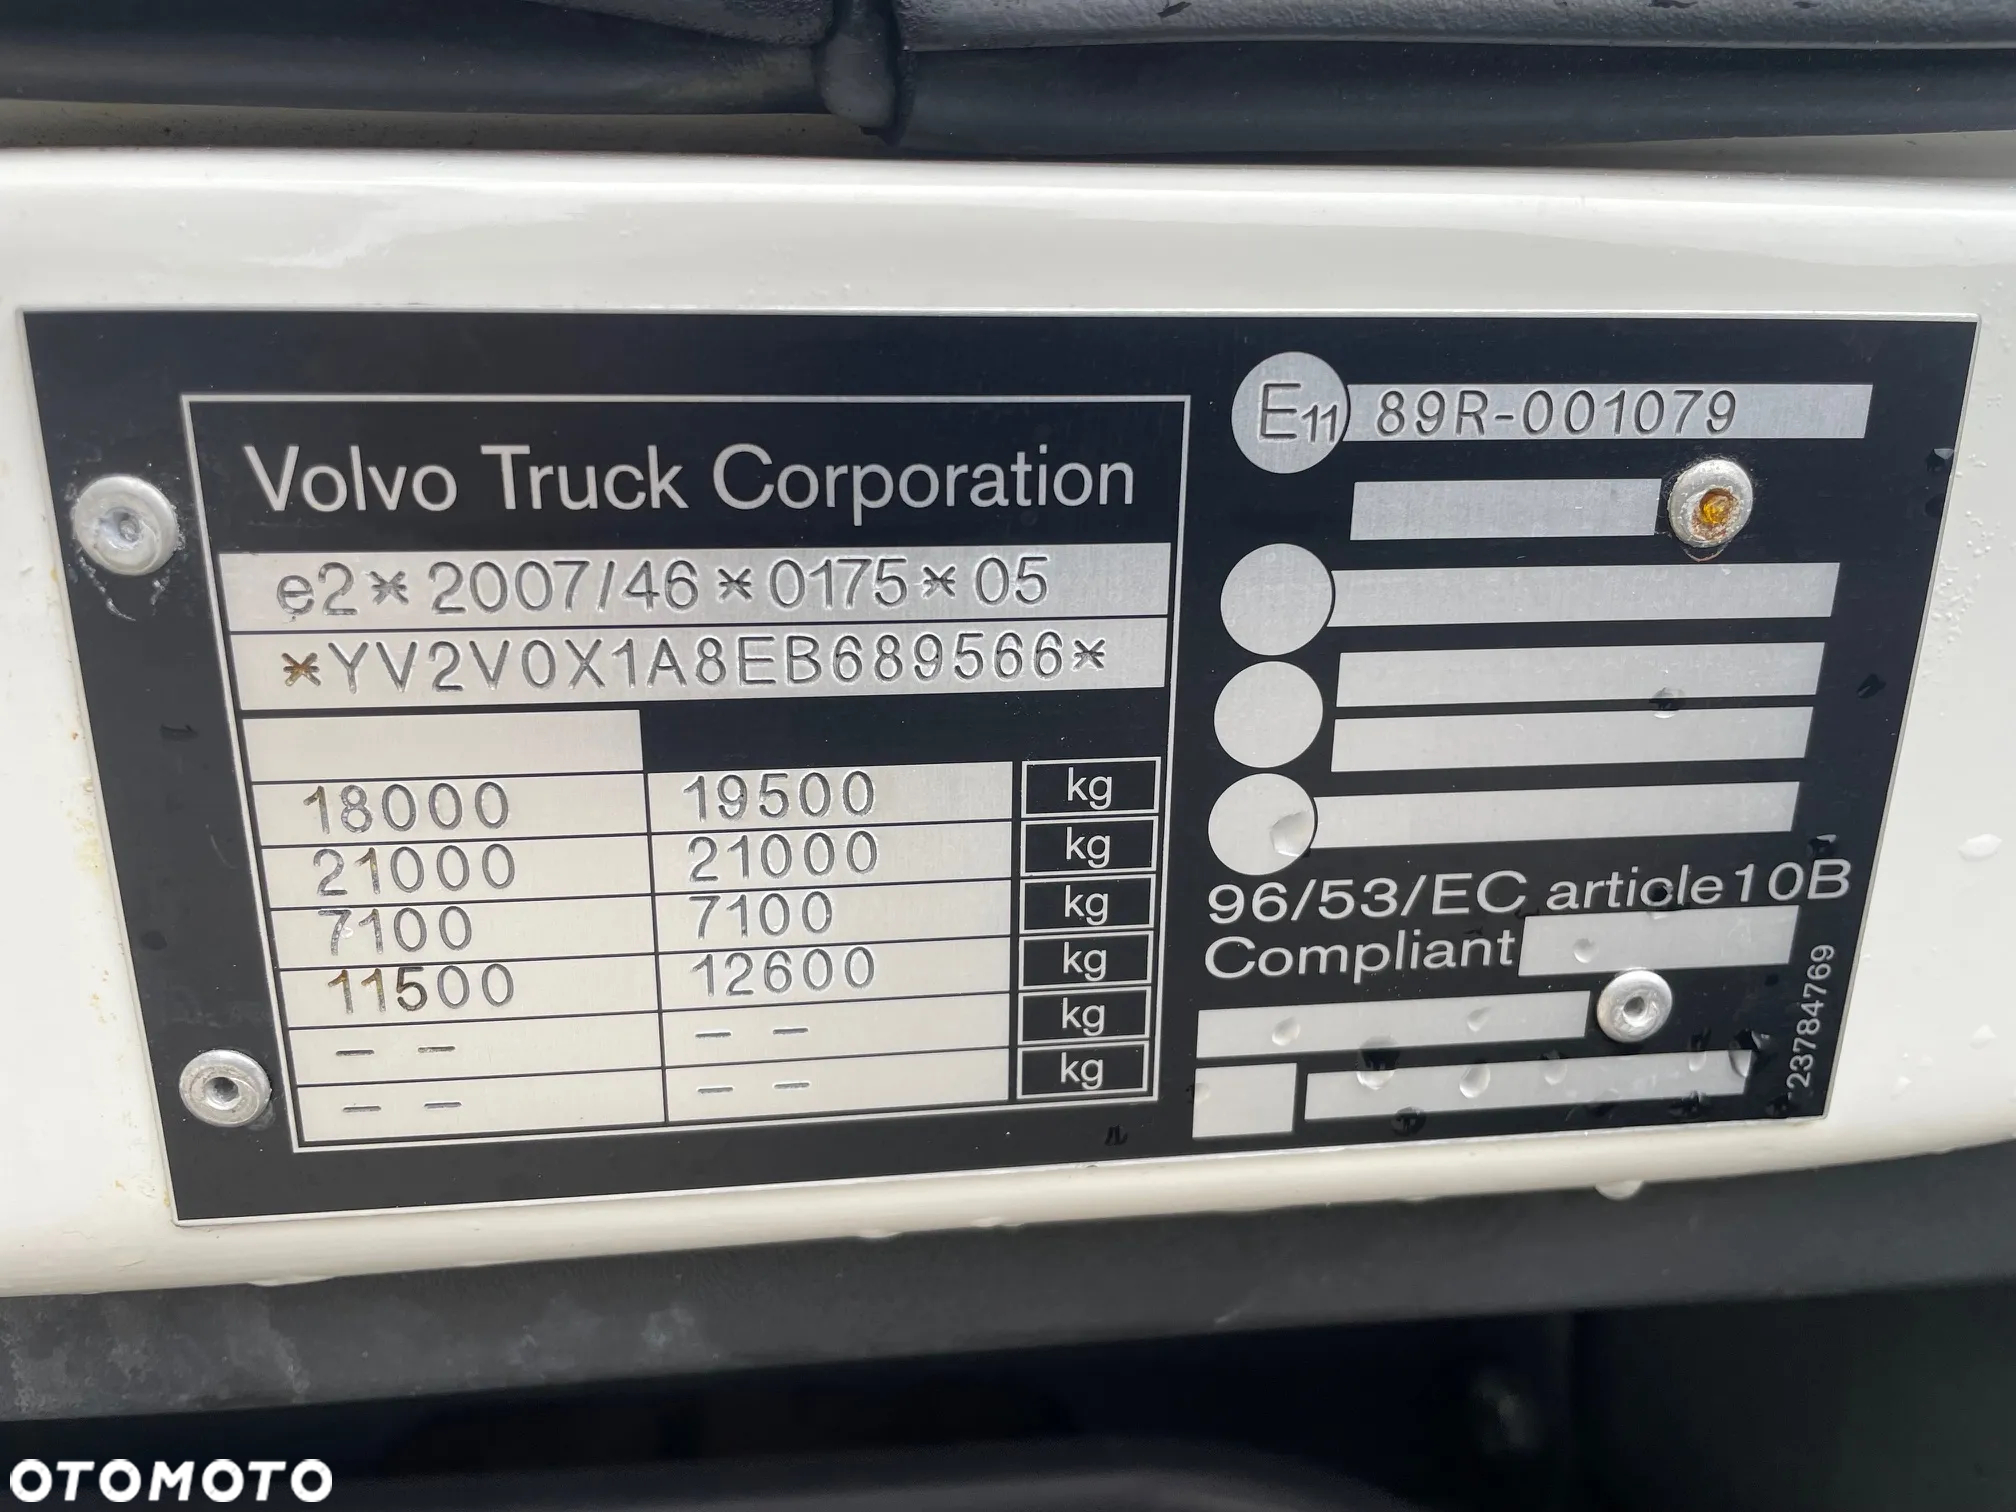 Volvo Truck Corporation
e2*2007/46*0175*05
*YV2V0X1A8EB689566*
18000 19500 kg
21000 21000 kg
7100 7100 kg
11500 12600 kg
– – – – kg
– – – – kg
E11 89R-001079
96/53/EC article10B
Compliant
23784769
OTOMOTO